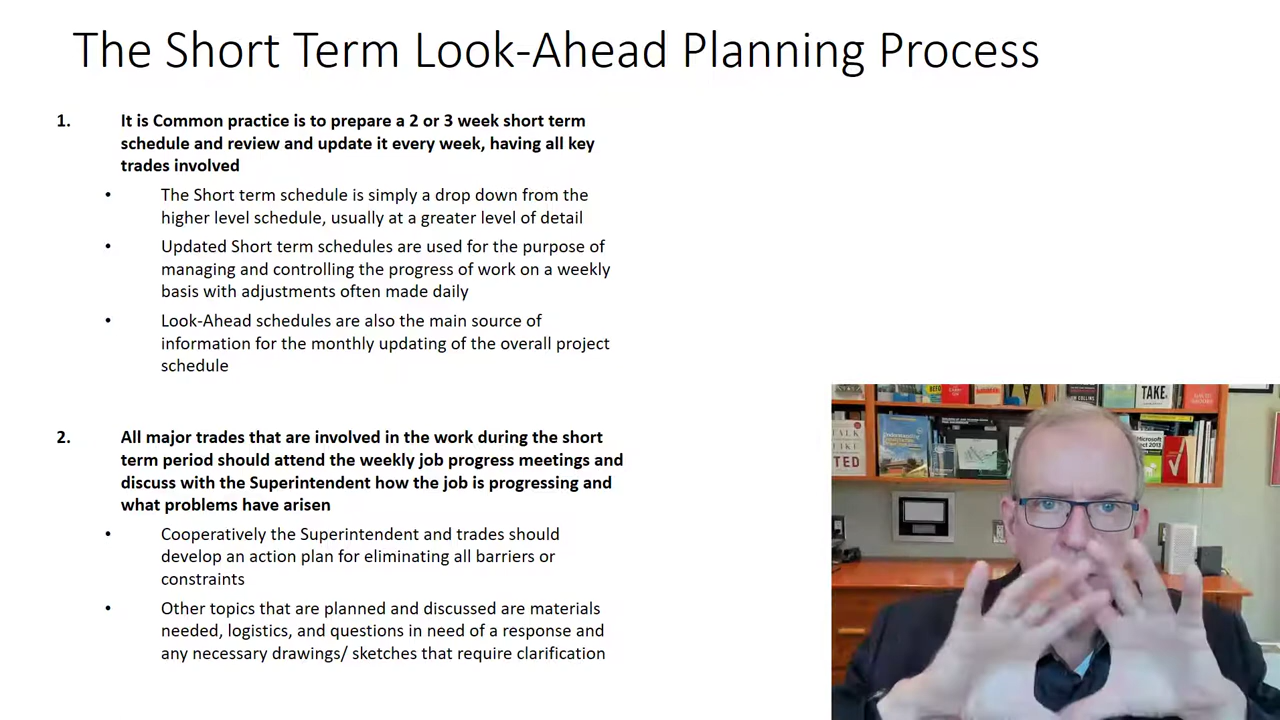 The Short Term Look-Ahead Planning Process
1. It is Common practice is to prepare a 2 or 3 week short term
schedule and review and update it every week, having all key
trades involved
• The Short term schedule is simply a drop down from the
higher level schedule, usually at a greater level of detail
• Updated Short term schedules are used for the purpose of
managing and controlling the progress of work on a weekly
basis with adjustments often made daily
• Look-Ahead schedules are also the main source of
information for the monthly updating of the overall project
schedule
2. All major trades that are involved in the work during the short
term period should attend the weekly job progress meetings and
discuss with the Superintendent how the job is progressing and
what problems have arisen
• Cooperatively the Superintendent and trades should
develop an action plan for eliminating all barriers or
constraints
• Other topics that are planned and discussed are materials
needed, logistics, and questions in need of a response and
any necessary drawings/ sketches that require clarification
TAKE.
Microsoft
2013